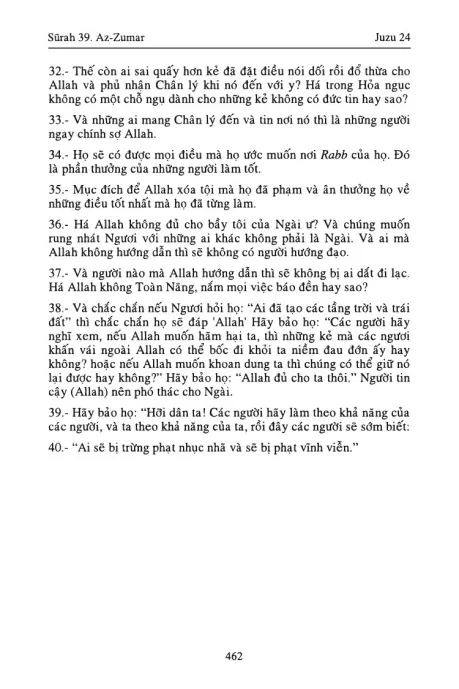 Sūrah 39. Az-Zumar Juzu 24
32.- Thế còn ai sai quấy hơn kẻ đã đặt điều nói dối rồi đổ thừa cho
Allah và phủ nhận Chân lý khi nó đến với y? Há trong Hỏa ngục
không có một chỗ ngụ dành cho những kẻ không có đức tin hay sao?
33.- Và những ai mang Chân lý đến và tin nơi nó thì là những người
ngay chính sợ Allah.
34.- Họ sẽ có được mọi điều mà họ ước muốn nơi Rabb của họ. Đó
là phần thưởng của những người làm tốt.
35.- Mục đích để Allah xóa tội mà họ đã phạm và ân thưởng họ về
những điều tốt nhất mà họ đã từng làm.
36.- Há Allah không đủ cho bầy tôi của Ngài ư? Và chúng muốn
rung nhát Ngươi với những ai khác không phải là Ngài. Và ai mà
Allah không hướng dẫn thì sẽ không có người hướng đạo.
37.- Và người nào mà Allah hướng dẫn thì sẽ không bị ai dắt đi lạc.
Há Allah không Toàn Năng, nắm mọi việc báo đền hay sao?
38.- Và chắc chắn nếu Ngươi hỏi họ: “Ai đã tạo các tầng trời và trái
đất” thì chắc chắn họ sẽ đáp 'Allah' Hãy bảo họ: “Các người hãy
nghĩ xem, nếu Allah muốn hãm hại ta, thì những kẻ mà các ngươi
khấn vái ngoài Allah có thể bốc đi khỏi ta niềm đau đớn ấy hay
không? hoặc nếu Allah muốn khoan dung ta thì chúng có thể giữ nó
lại được hay không?” Hãy bảo họ: “Allah đủ cho ta thôi.” Người tin
cậy (Allah) nên phó thác cho Ngài.
39.- Hãy bảo họ: “Hỡi dân ta! Các người hãy làm theo khả năng của
các người, và ta theo khả năng của ta, rồi đây các người sẽ sớm biết:
40.- “Ai sẽ bị trừng phạt nhục nhã và sẽ bị phạt vĩnh viễn.”
462